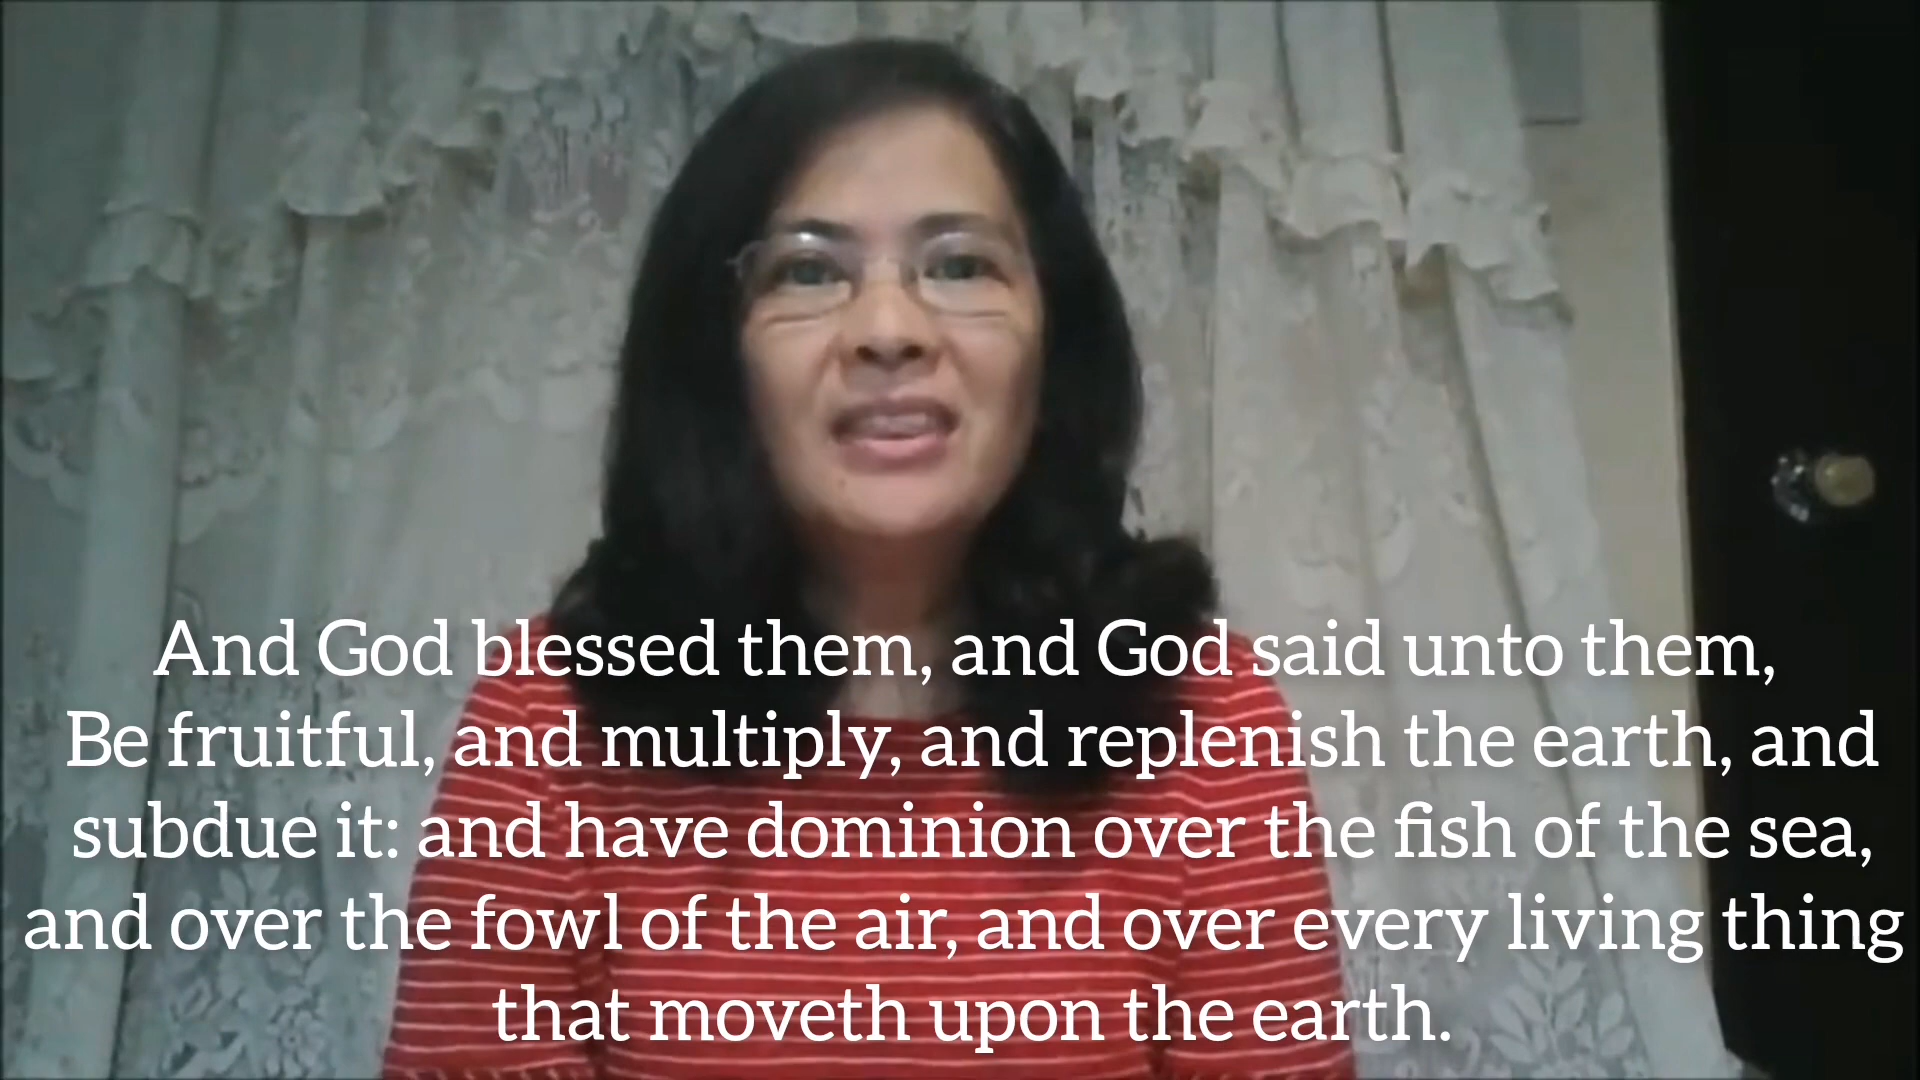 And God blessed them, and God said unto them,
Be fruitful, and multiply, and replenish the earth, and
subdue it: and have dominion over the fish of the sea,
and over the fowl of the air, and over every living thing
that moveth upon the earth.